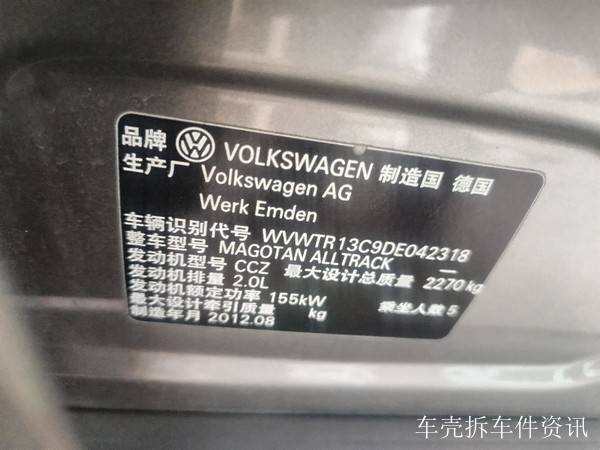 品牌 VOLKSWAGEN 制造国 德国
生产厂 Volkswagen AG
Werk Emden
车辆识别代号 WVWTR13C9DE042318
整车型号 MAGOTAN ALLTRACK —
发动机型号 CCZ 最大设计总质量 2270 kg
发动机排量 2.0L
发动机额定功率 155kW 乘坐人数 5
最大设计牵引质量 kg
制造年月 2012.08
车壳拆车件资讯